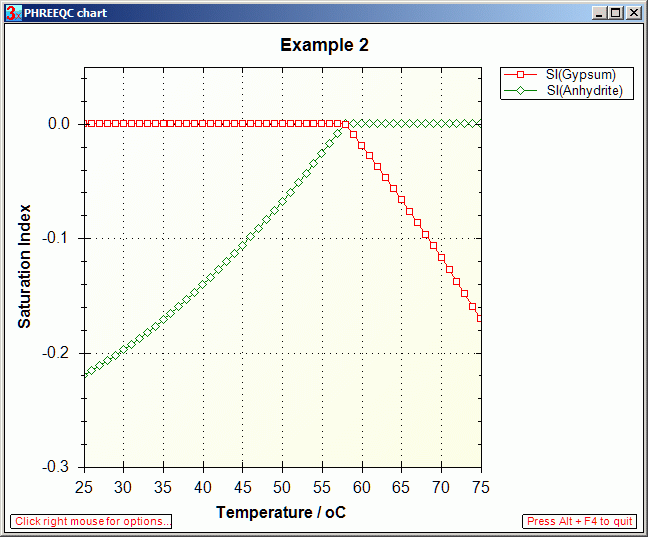 PHREEQC chart
Example 2
SI(Gypsum)
SI(Anhydrite)
Saturation Index
0.0
-0.1
-0.2
-0.3
25 30 35 40 45 50 55 60 65 70 75
Temperature / oC
Click right mouse for options...
Press Alt + F4 to quit